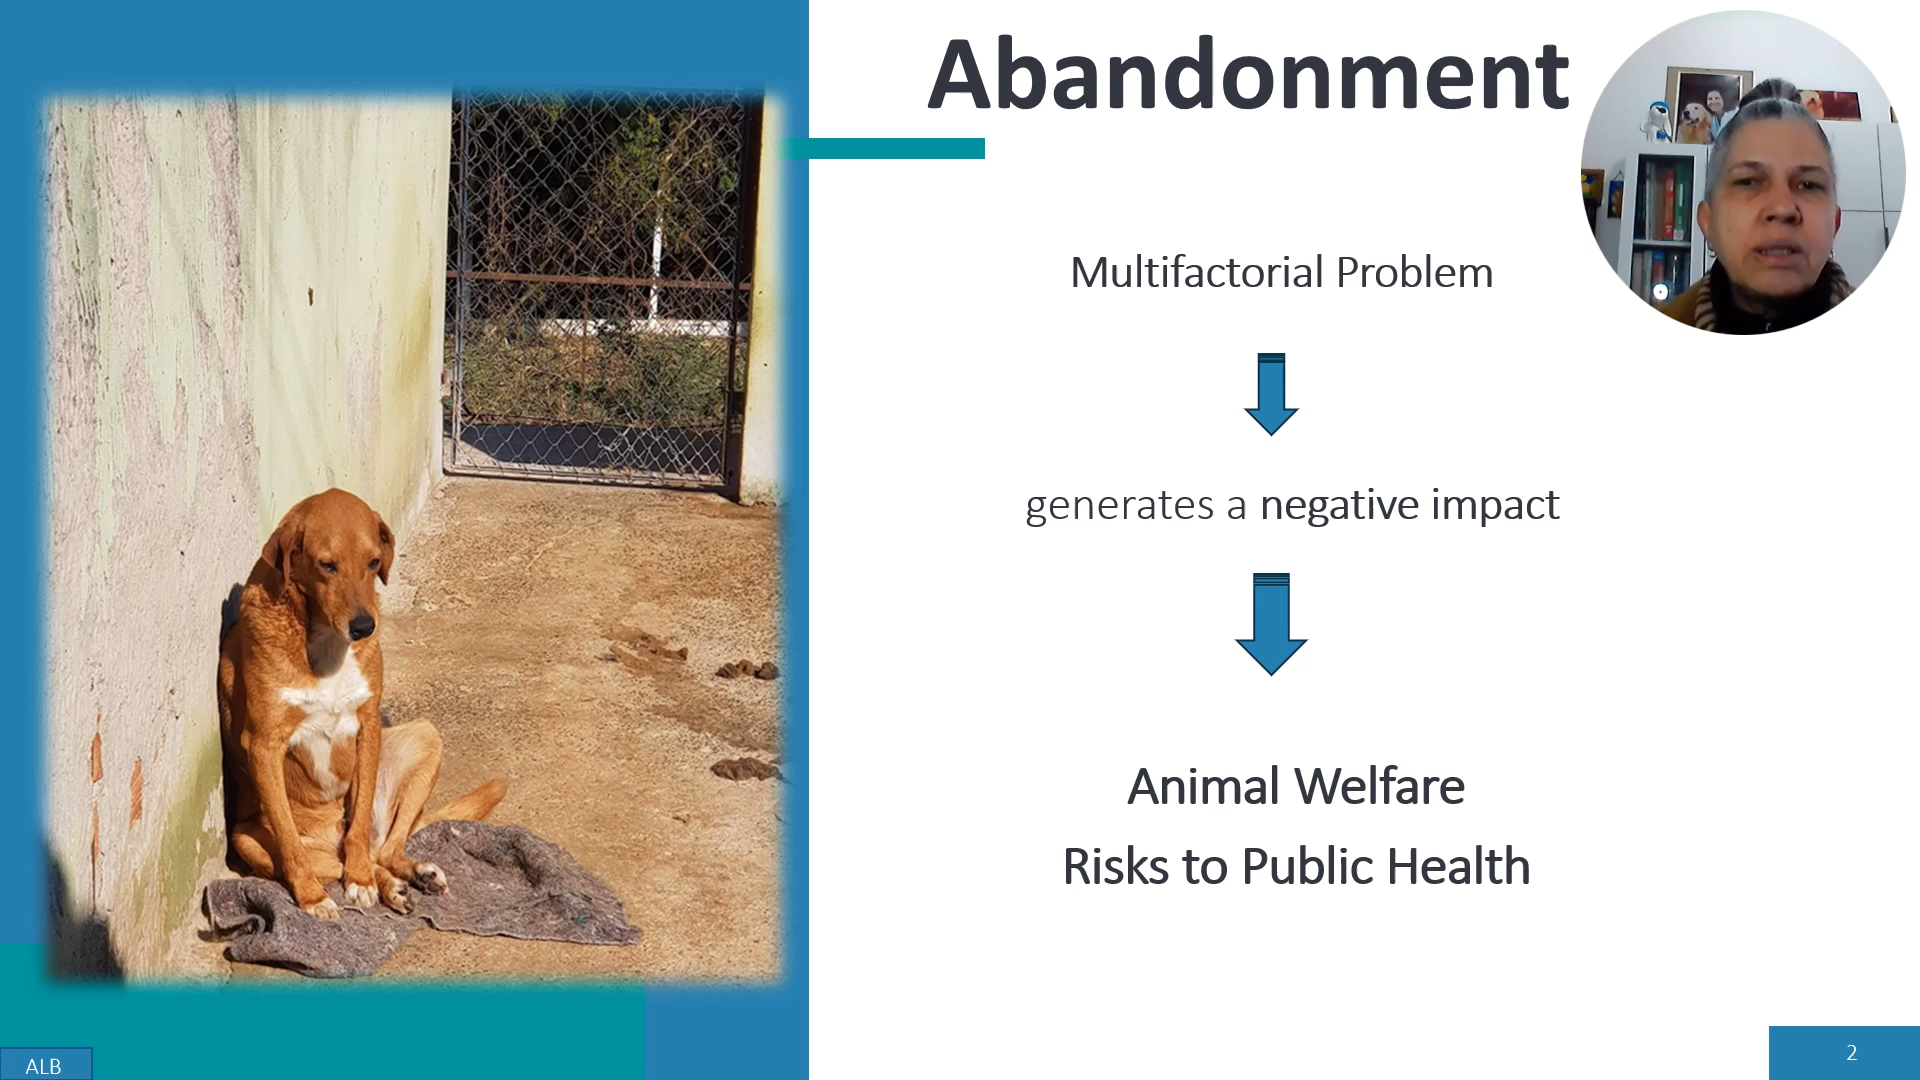 Abandonment
Multifactorial Problem
generates a negative impact
Animal Welfare
Risks to Public Health
ALB
2